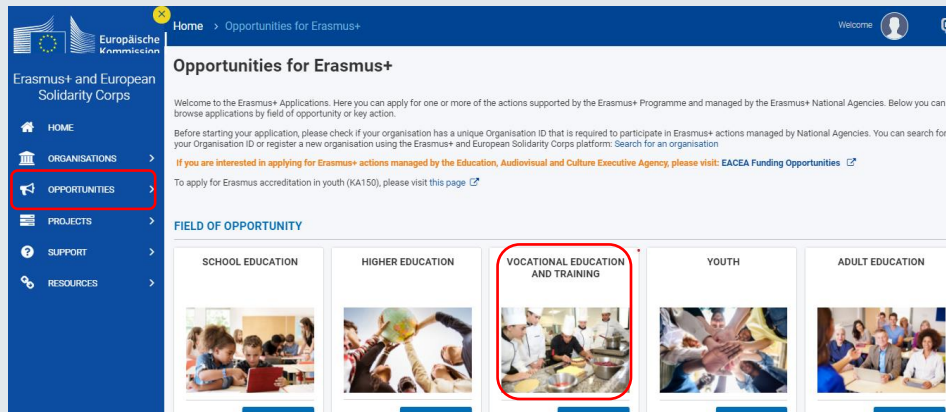 Europäische
Kommission
Erasmus+ and European
Solidarity Corps
HOME
ORGANISATIONS
OPPORTUNITIES
PROJECTS
SUPPORT
RESOURCES
Home > Opportunities for Erasmus+
Welcome
Opportunities for Erasmus+
Welcome to the Erasmus+ Applications. Here you can apply for one or more of the actions supported by the Erasmus+ Programme and managed by the Erasmus+ National Agencies. Below you can
browse applications by field of opportunity or key action.
Before starting your application, please check if your organisation has a unique Organisation ID that is required to participate in Erasmus+ actions managed by National Agencies. You can search for
your Organisation ID or register a new organisation using the Erasmus+ and European Solidarity Corps platform: Search for an organisation
If you are interested in applying for Erasmus+ actions managed by the Education, Audiovisual and Culture Executive Agency, please visit: EACEA Funding Opportunities
To apply for Erasmus accreditation in youth (KA150), please visit this page
FIELD OF OPPORTUNITY
SCHOOL EDUCATION
HIGHER EDUCATION
VOCATIONAL EDUCATION
AND TRAINING
YOUTH
ADULT EDUCATION